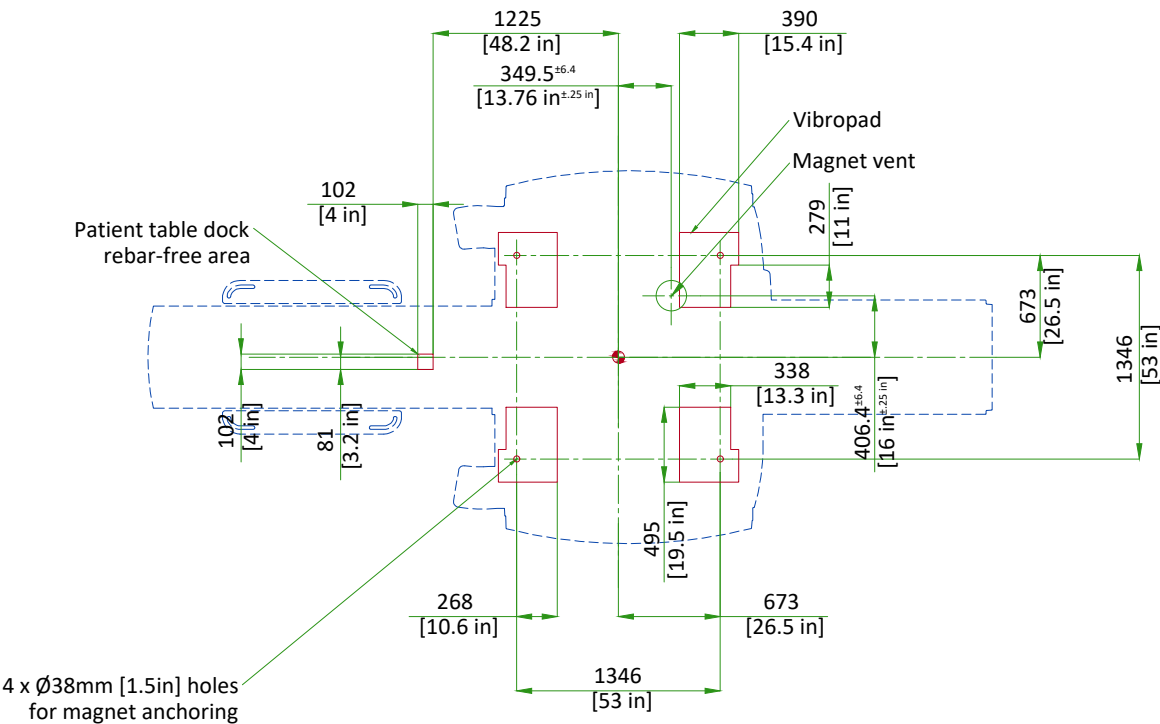 1225
[48.2 in]
390
[15.4 in]
349.5±6.4
[13.76 in±.25 in]
Vibropad
Magnet vent
102
[4 in]
279
[11 in]
Patient table dock
rebar-free area
673
[26.5 in]
1346
[53 in]
338
[13.3 in]
406.4±6.4
[16 in±.25 in]
102
[4 in]
81
[3.2 in]
495
[19.5 in]
268
[10.6 in]
673
[26.5 in]
4 x Ø38mm [1.5in] holes
for magnet anchoring
1346
[53 in]